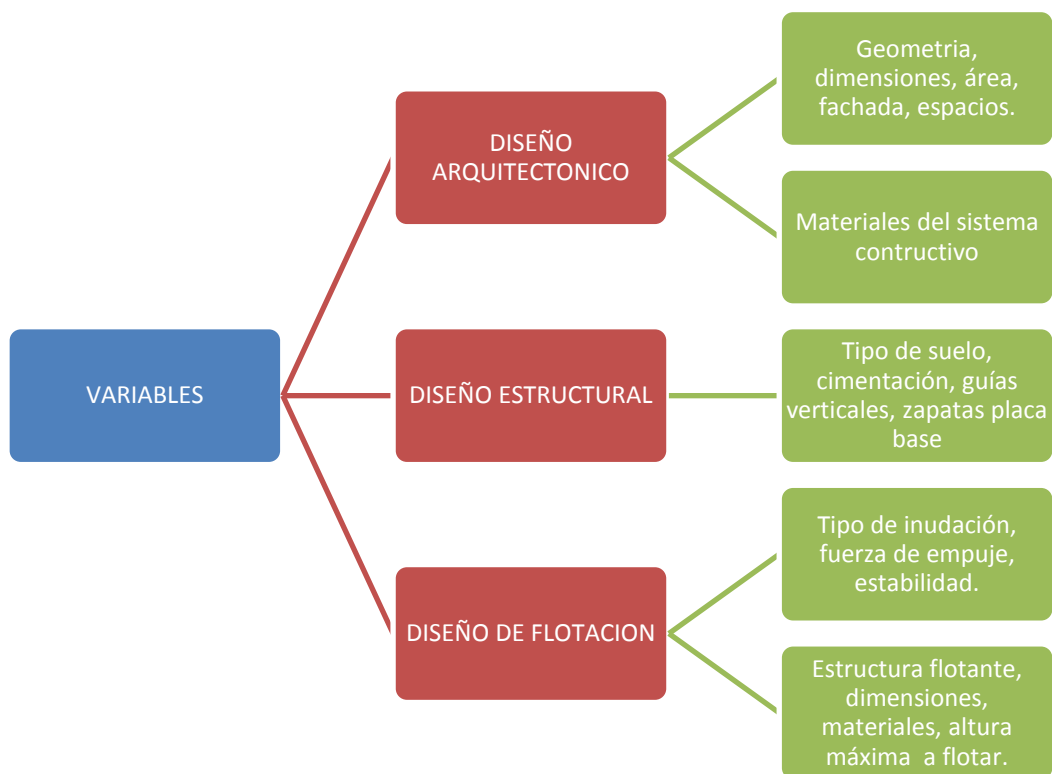 VARIABLES
DISEÑO
ARQUITECTONICO
Geometria,
dimensiones, área,
fachada, espacios.
Materiales del sistema
contructivo
DISEÑO ESTRUCTURAL
Tipo de suelo,
cimentación, guías
verticales, zapatas placa
base
DISEÑO DE FLOTACION
Tipo de inudación,
fuerza de empuje,
estabilidad.
Estructura flotante,
dimensiones,
materiales, altura
máxima a flotar.